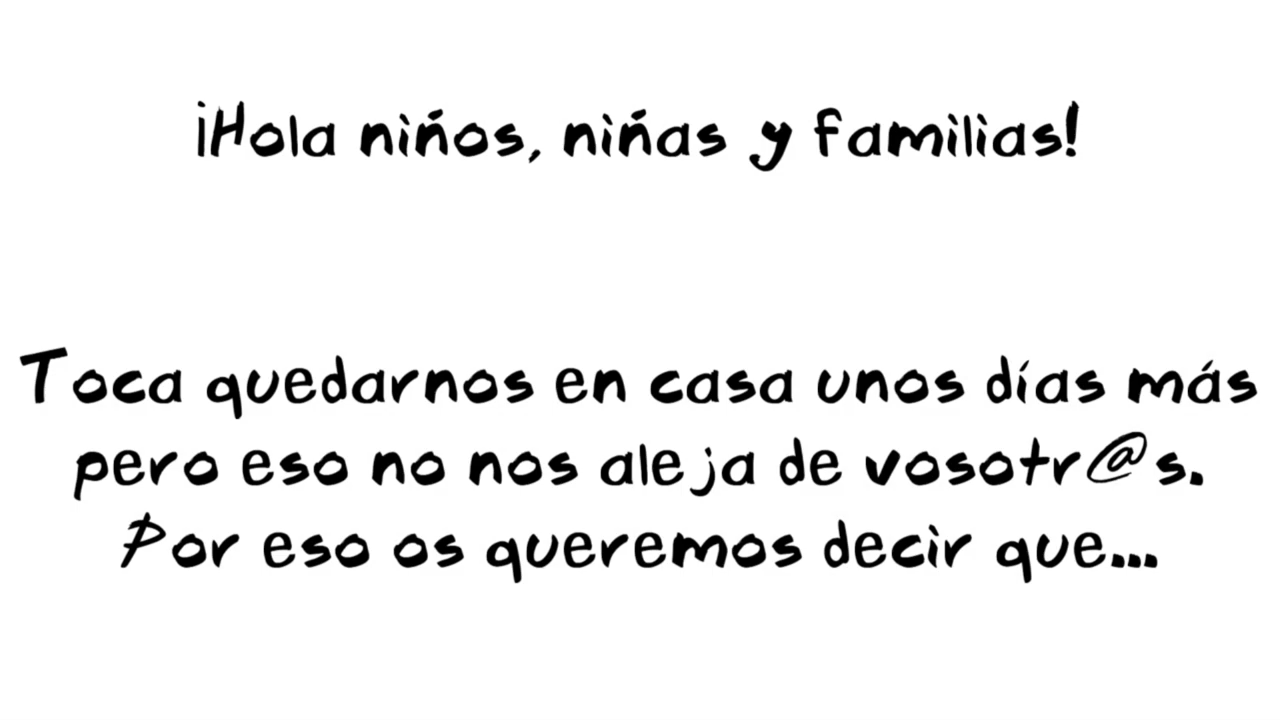 ¡Hola niños, niñas y familias!
Toca quedarnos en casa unos días más
pero eso no nos aleja de vosotr@s.
Por eso os queremos decir que...